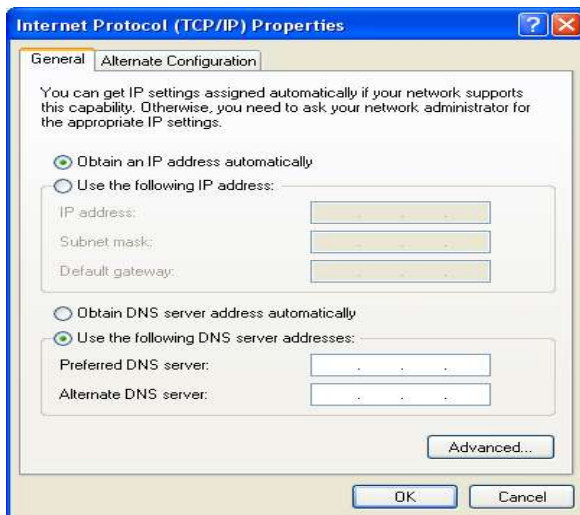 Internet Protocol (TCP/IP) Properties
General
Alternate Configuration
You can get IP settings assigned automatically if your network supports
this capability. Otherwise, you need to ask your network administrator for
the appropriate IP settings.
Obtain an IP address automatically
Use the following IP address:
IP address:
Subnet mask:
Default gateway:
Obtain DNS server address automatically
Use the following DNS server addresses:
Preferred DNS server:
Alternate DNS server:
Advanced...
OK
Cancel